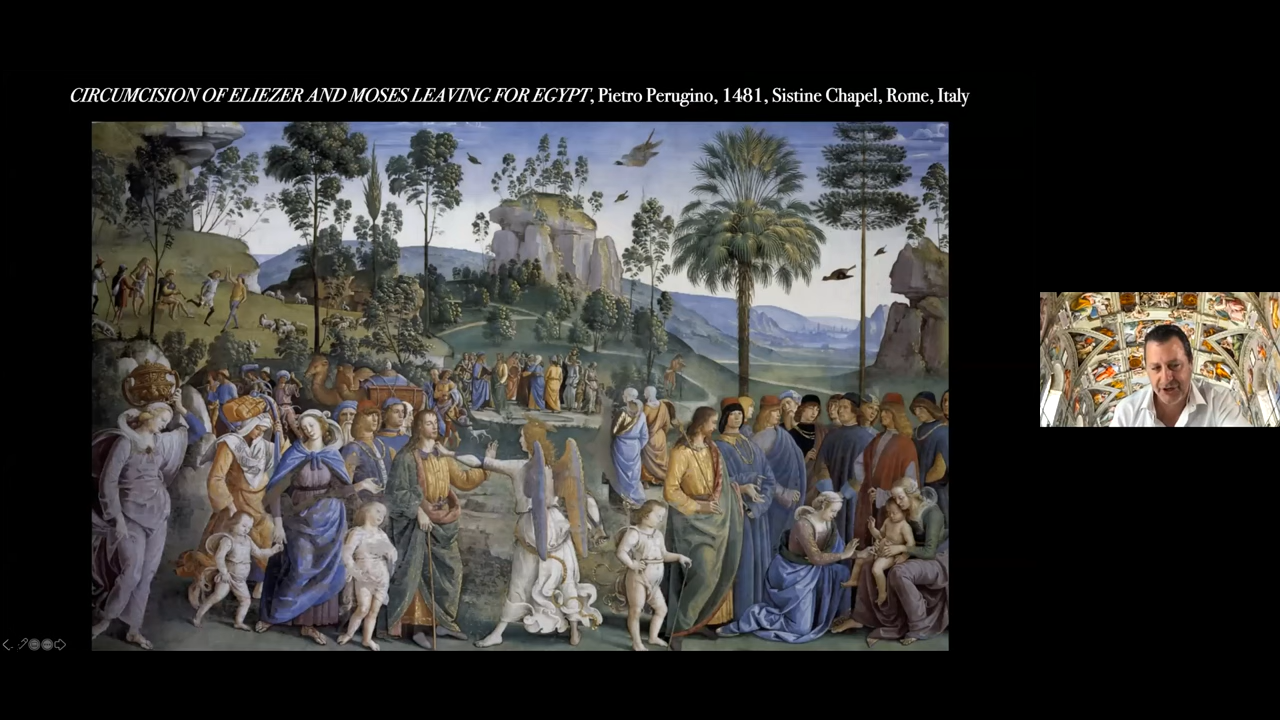 CIRCUMCISION OF ELIEZER AND MOSES LEAVING FOR EGYPT, Pietro Perugino, 1481, Sistine Chapel, Rome, Italy